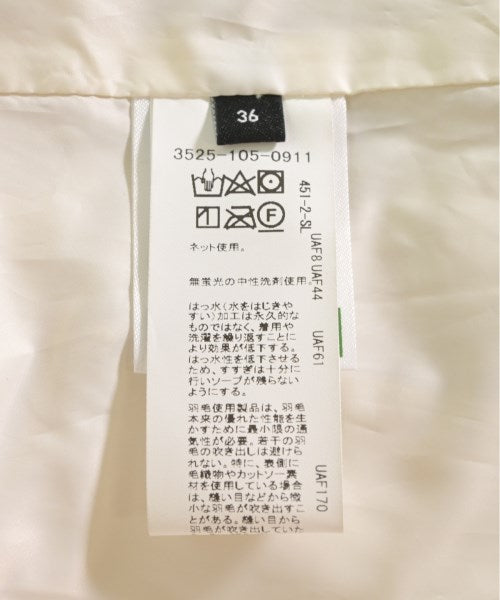 36
3525-105-0911
F
ネット使用。
無蛍光の中性洗剤使用。
はっ水(水をはじきや
すい)加工は永久的な
ものではなく、着用や
洗濯を繰り返すことに
より効果が低下する。
はっ水性を低下させる
ため、すすぎは十分に
行いソープが残らない
ようにする。
羽毛使用製品は、羽毛
本来の優れた性能を生
かすために最小限の通
気性が必要。若干の羽
毛の吹き出しは避けら
れない。特に、裏側に
毛織物やカットソー素
材を使用している場合
は、縫い目などから微
小な羽毛が吹き出すこ
とがある。縫い目から
羽毛が吹き出していた
451-2-SL
UAF8 UAF44
UAF61
UAF170